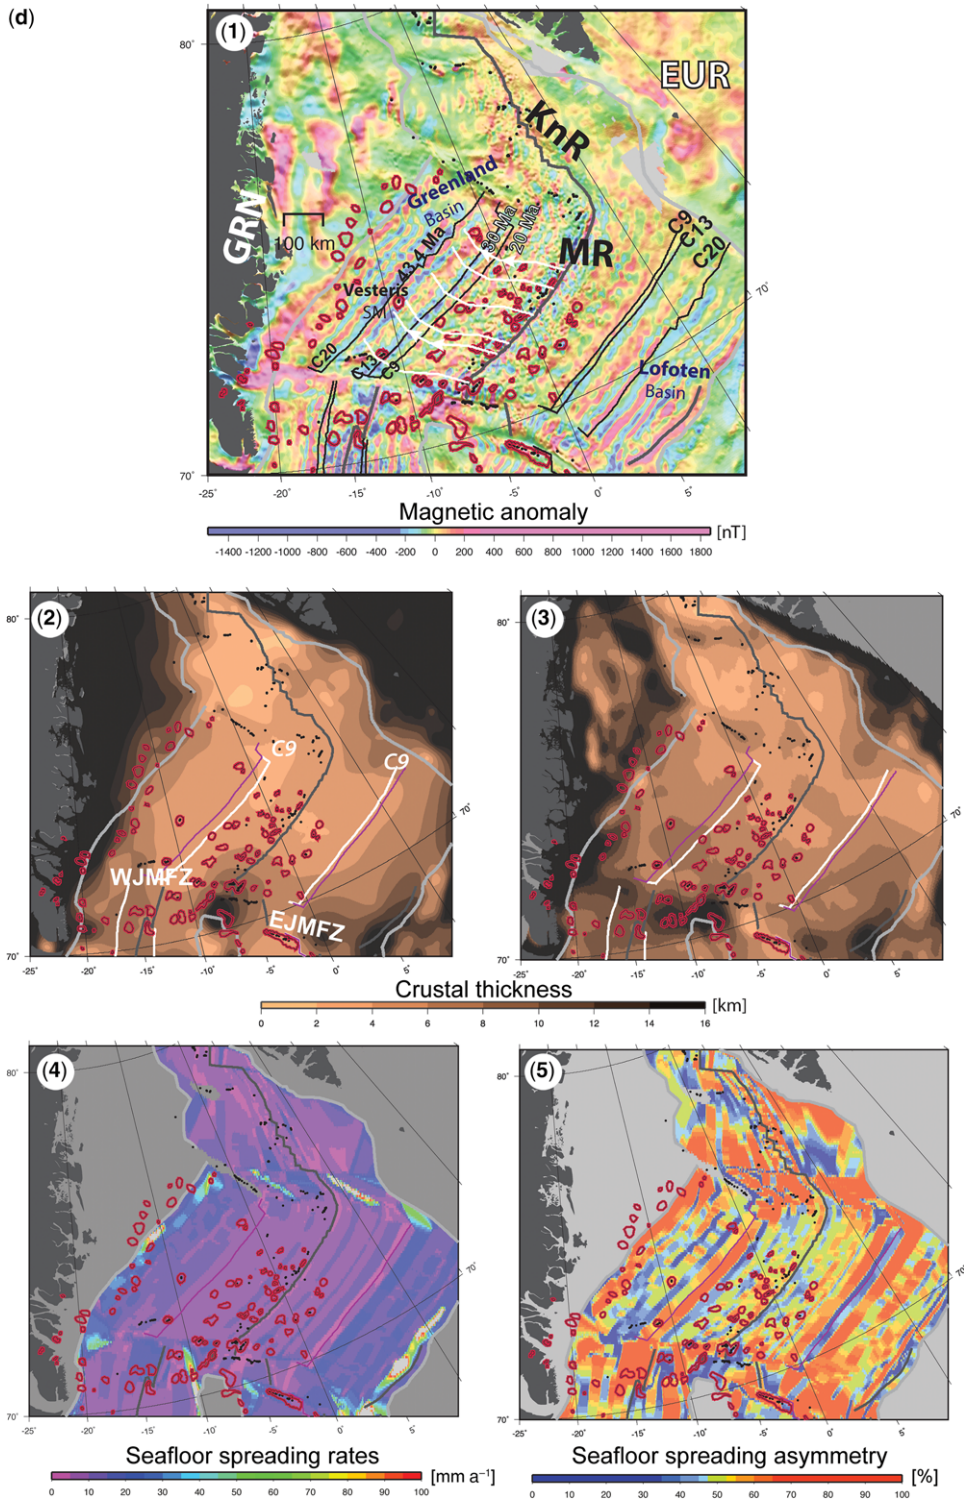 (d)
(1)
80°
EUR
KnR
Greenland
Basin
GRN
100 km
30 Ma
20 Ma
43.4 Ma
C9
C13
C20
MR
70°
Vesteris
SM
C20
C13
C9
Lofoten
Basin
70°
-25°
-20°
-15°
-10°
-5°
0°
5°
Magnetic anomaly
[nT]
-1400 -1200 -1000 -800 -600 -400 -200 0 200 400 600 800 1000 1200 1400 1600 1800
(2)
80°
C9
C9
70°
WJMFZ
EJMFZ
70°
-25°
-20°
-15°
-10°
-5°
0°
5°
(3)
80°
70°
70°
-25°
-20°
-15°
-10°
-5°
0°
5°
Crustal thickness
[km]
0 2 4 6 8 10 12 14 16
(4)
80°
70°
70°
-25°
-20°
-15°
-10°
-5°
0°
5°
Seafloor spreading rates
[mm a⁻¹]
0 10 20 30 40 50 60 70 80 90 100
(5)
80°
70°
70°
-25°
-20°
-15°
-10°
-5°
0°
5°
Seafloor spreading asymmetry
[%]
0 10 20 30 40 50 60 70 80 90 100